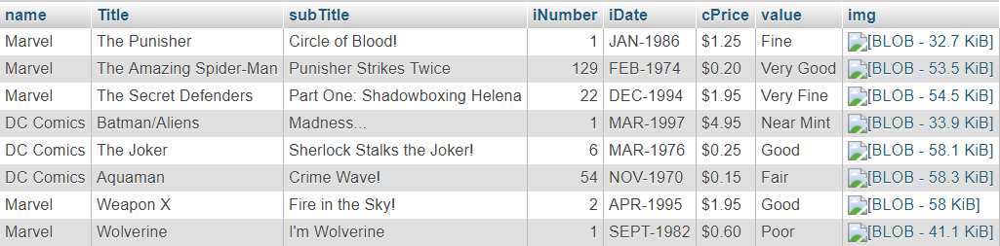 name Title subTitle iNumber iDate cPrice value img
Marvel The Punisher Circle of Blood! 1 JAN-1986 $1.25 Fine [BLOB - 32.7 KiB]
Marvel The Amazing Spider-Man Punisher Strikes Twice 129 FEB-1974 $0.20 Very Good [BLOB - 53.5 KiB]
Marvel The Secret Defenders Part One: Shadowboxing Helena 22 DEC-1994 $1.95 Very Fine [BLOB - 54.5 KiB]
DC Comics Batman/Aliens Madness... 1 MAR-1997 $4.95 Near Mint [BLOB - 33.9 KiB]
DC Comics The Joker Sherlock Stalks the Joker! 6 MAR-1976 $0.25 Good [BLOB - 58.1 KiB]
DC Comics Aquaman Crime Wave! 54 NOV-1970 $0.15 Fair [BLOB - 58.3 KiB]
Marvel Weapon X Fire in the Sky! 2 APR-1995 $1.95 Good [BLOB - 58 KiB]
Marvel Wolverine I'm Wolverine 1 SEPT-1982 $0.60 Poor [BLOB - 41.1 KiB]